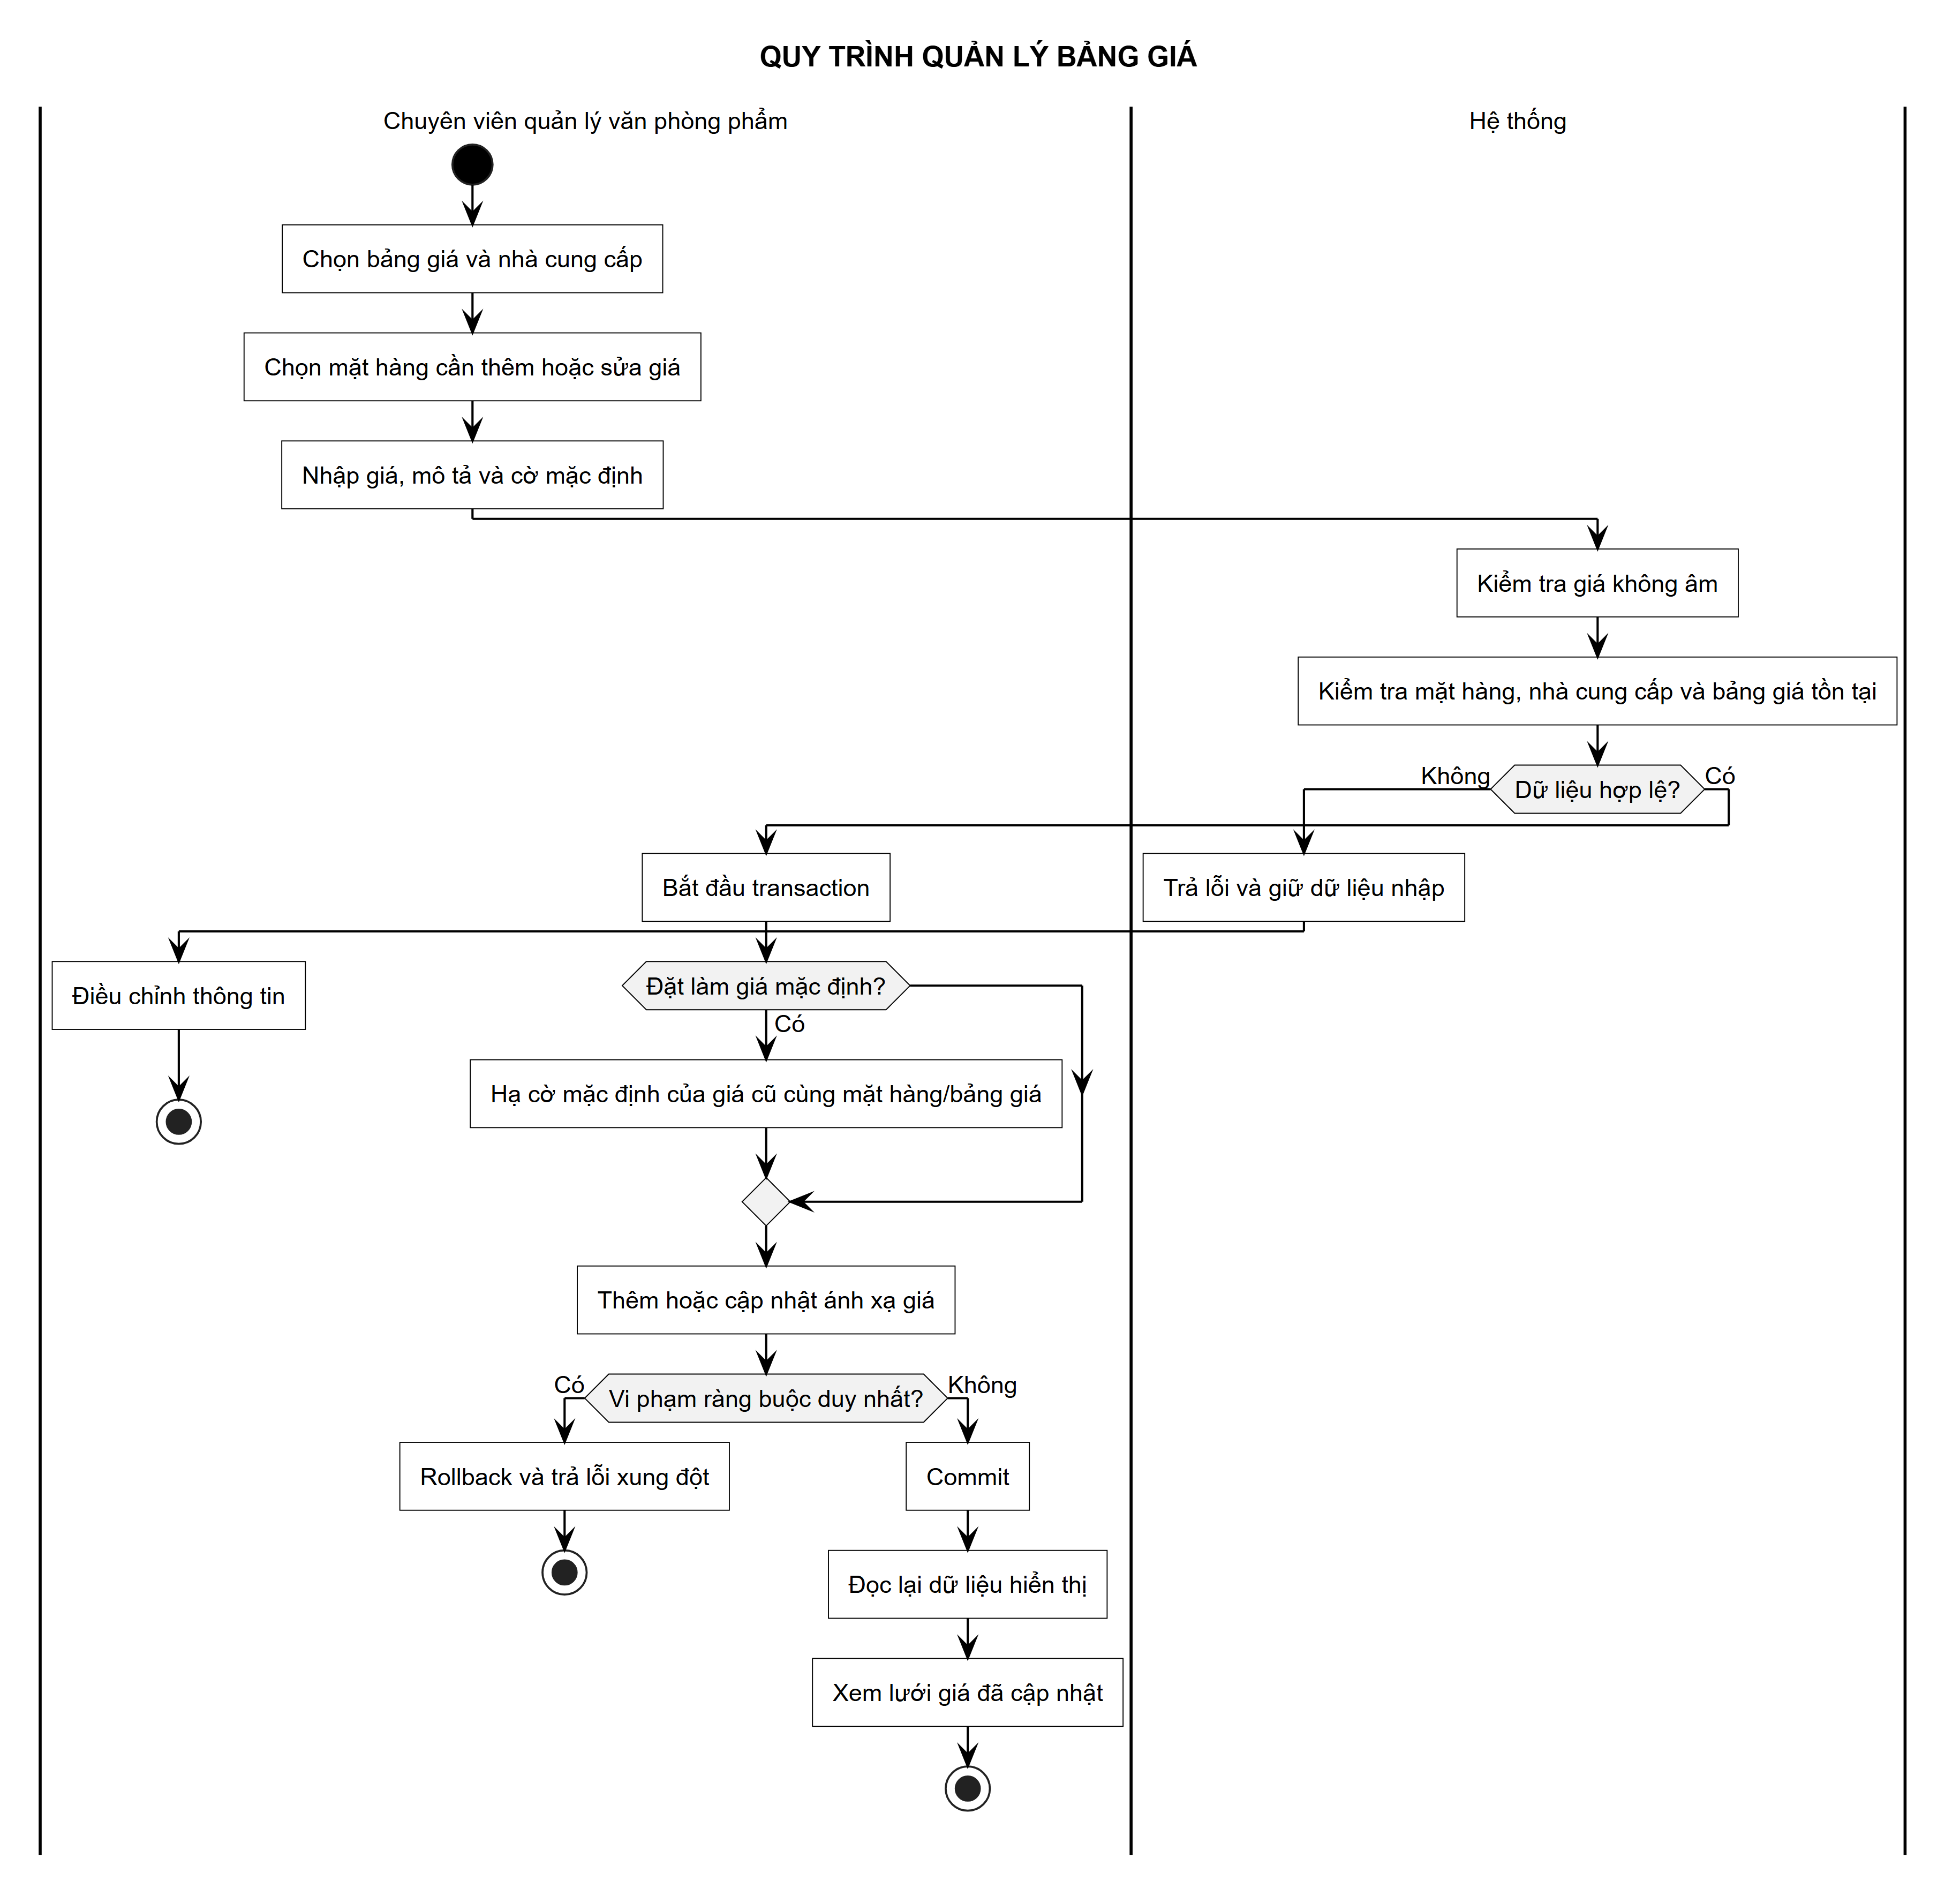 QUY TRÌNH QUẢN LÝ BẢNG GIÁ
Chuyên viên quản lý văn phòng phẩm
Hệ thống
Chọn bảng giá và nhà cung cấp
Chọn mặt hàng cần thêm hoặc sửa giá
Nhập giá, mô tả và cờ mặc định
Kiểm tra giá không âm
Kiểm tra mặt hàng, nhà cung cấp và bảng giá tồn tại
Không
Dữ liệu hợp lệ?
Có
Bắt đầu transaction
Trả lỗi và giữ dữ liệu nhập
Điều chỉnh thông tin
Đặt làm giá mặc định?
Có
Hạ cờ mặc định của giá cũ cùng mặt hàng/bảng giá
Thêm hoặc cập nhật ánh xạ giá
Có
Vi phạm ràng buộc duy nhất?
Không
Rollback và trả lỗi xung đột
Commit
Đọc lại dữ liệu hiển thị
Xem lưới giá đã cập nhật